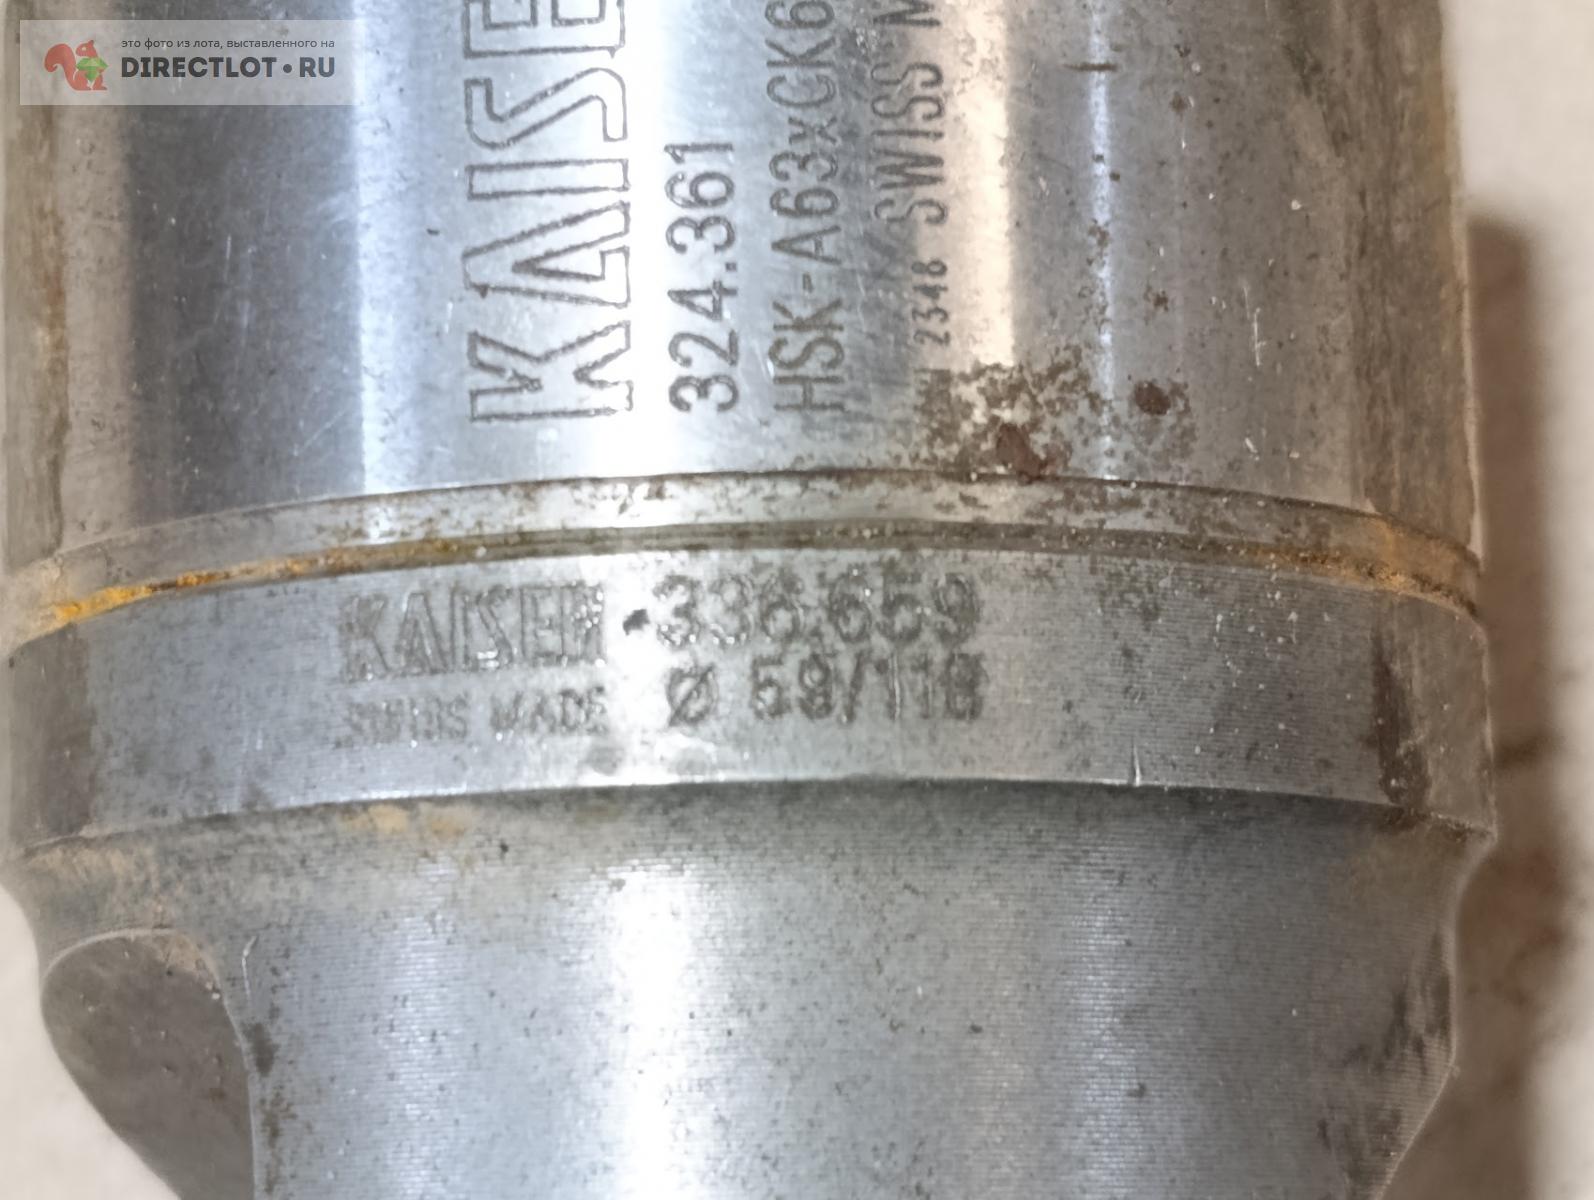 это фото из лота, выставленного на
DIRECTLOT•RU
KAISE
324.361
HSK-A63xCK6
K SWISS M
2348
KAISER 336.659
SWISS MADE Ø 59/118